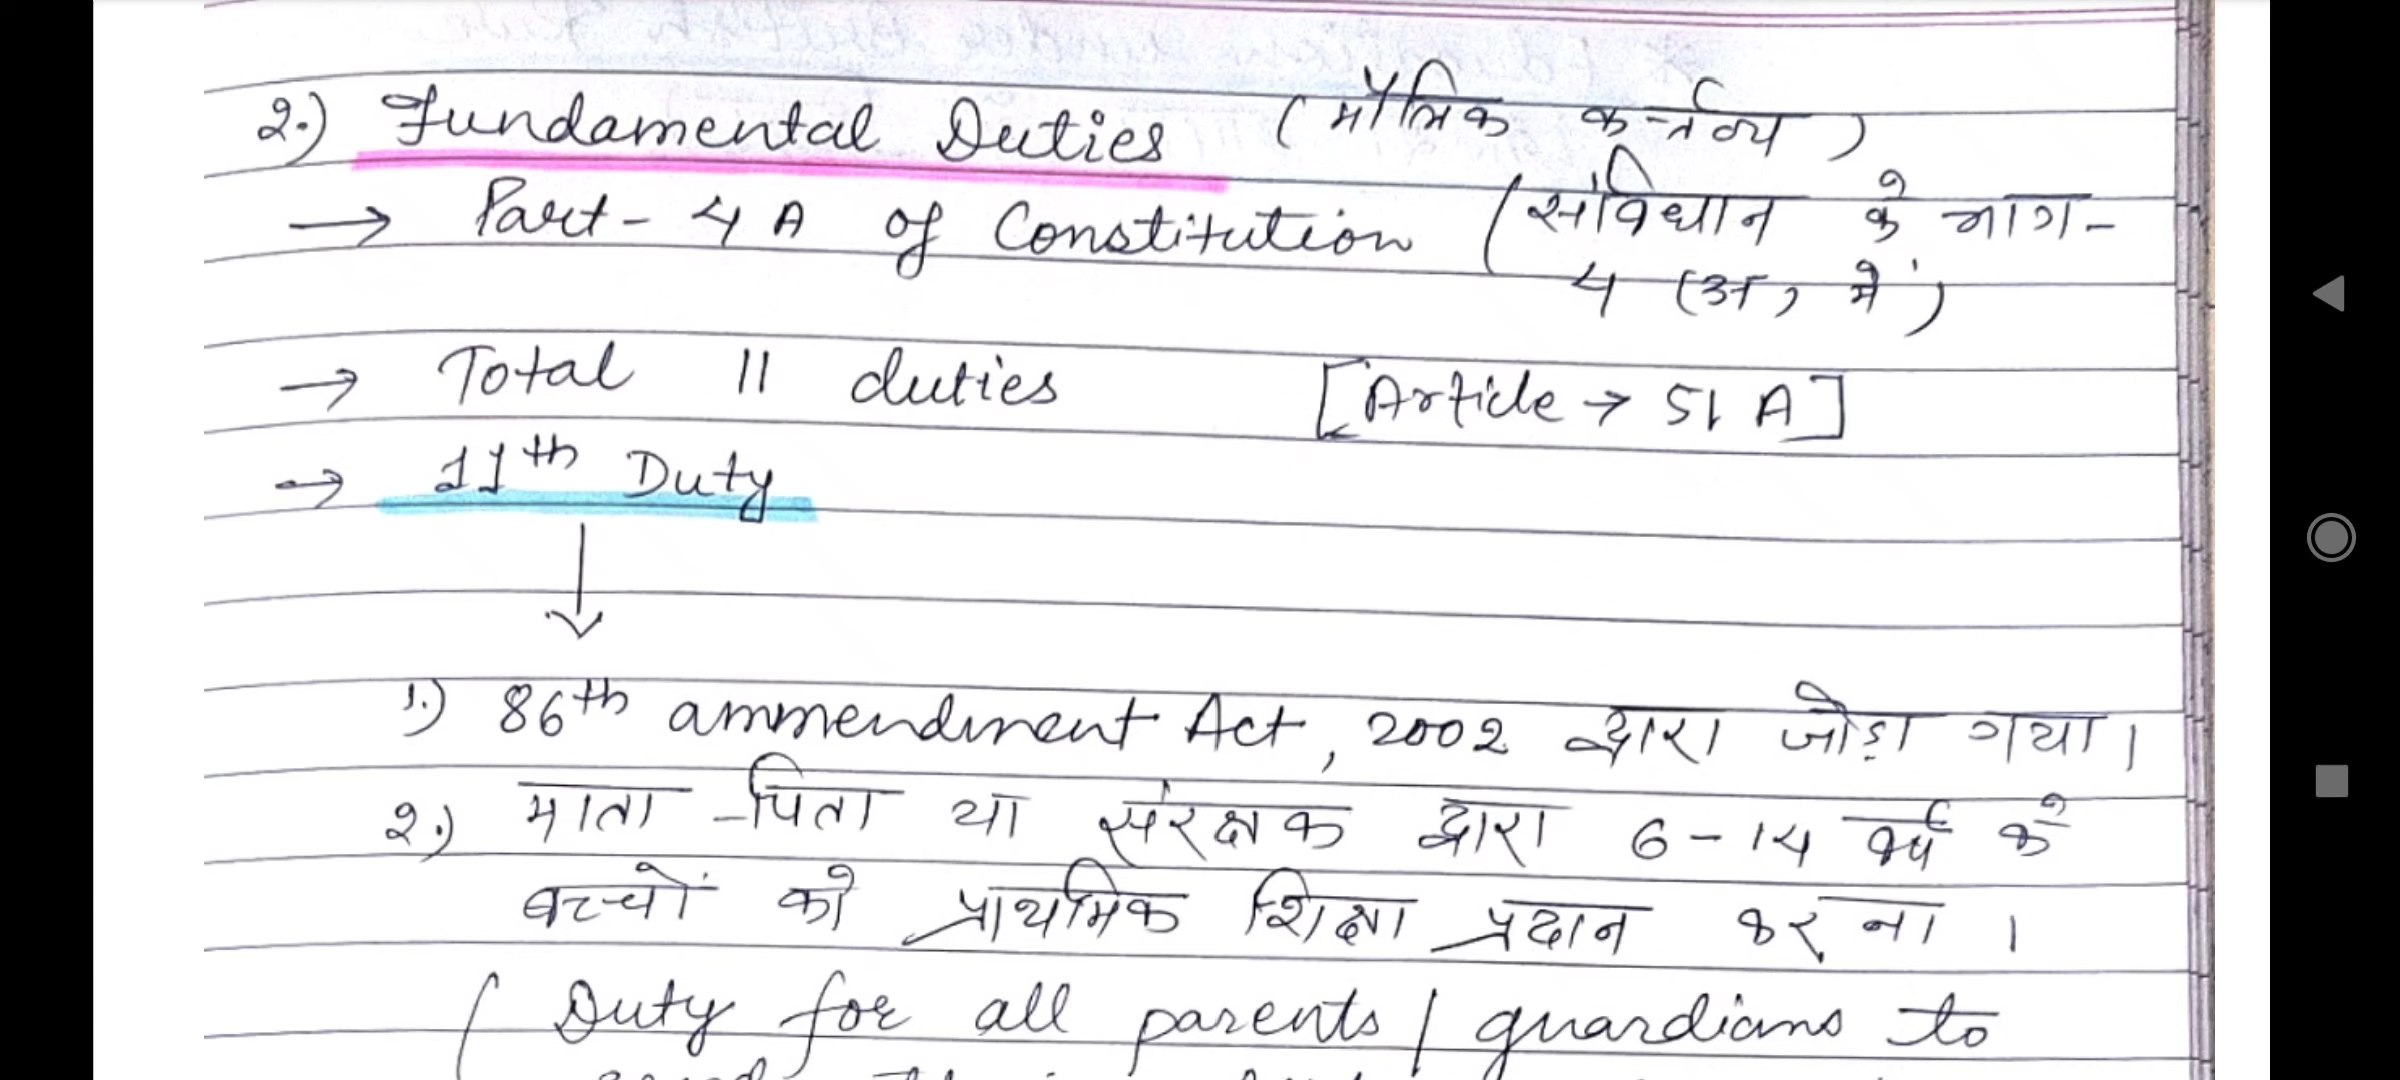 2.) Fundamental Duties (मौलिक कर्तव्य)
→ Part - 4 A of Constitution (संविधान के भाग -
4 (अ) में)
→ Total 11 duties [Article → 51 A]
→ 11th Duty
↓
1.) 86th ammendment Act, 2002 द्वारा जोड़ा गया।
2.) माता - पिता या संरक्षक द्वारा 6 - 14 वर्ष के
बच्चों को प्राथमिक शिक्षा प्रदान करना ।
( Duty for all parents / guardians to